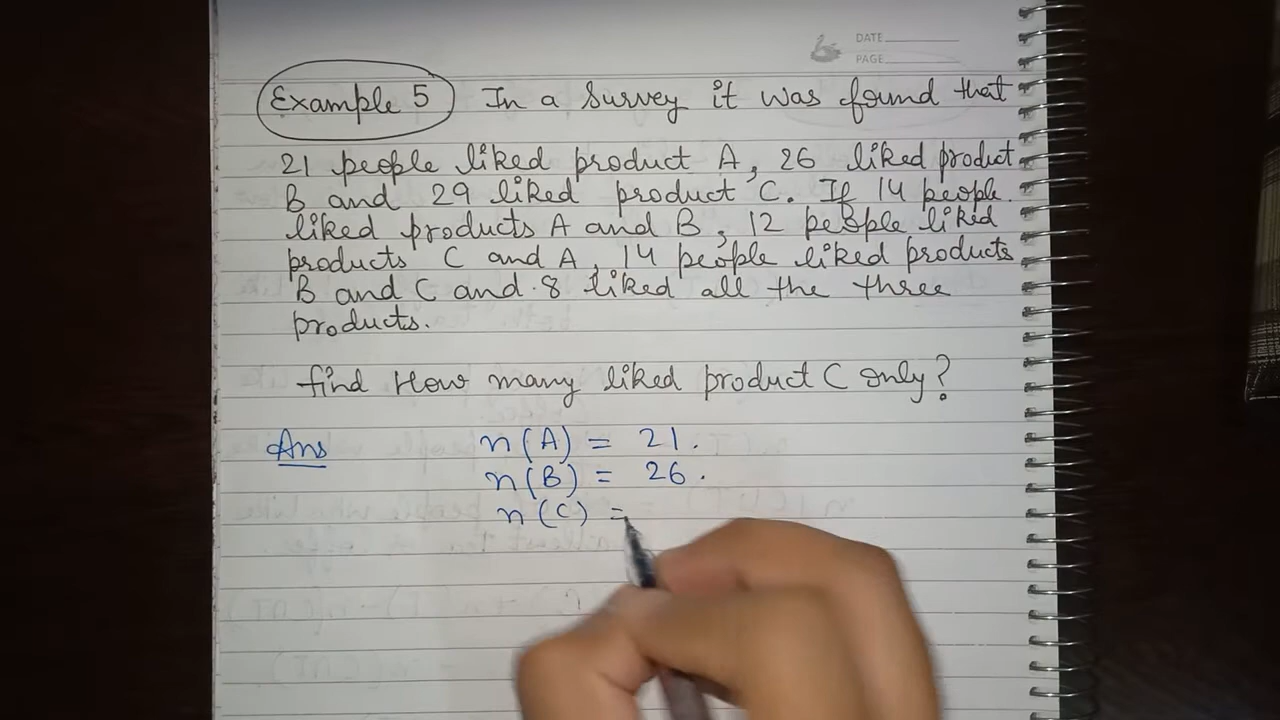 DATE
PAGE
Example 5 In a survey it was found that
21 people liked product A, 26 liked product
B and 29 liked product C. If 14 people
liked products A and B, 12 people liked
products C and A, 14 people liked products
B and C and 8 liked all the three
products.
find How many liked product C only?
Ans n(A) = 21.
n(B) = 26.
n(C) =